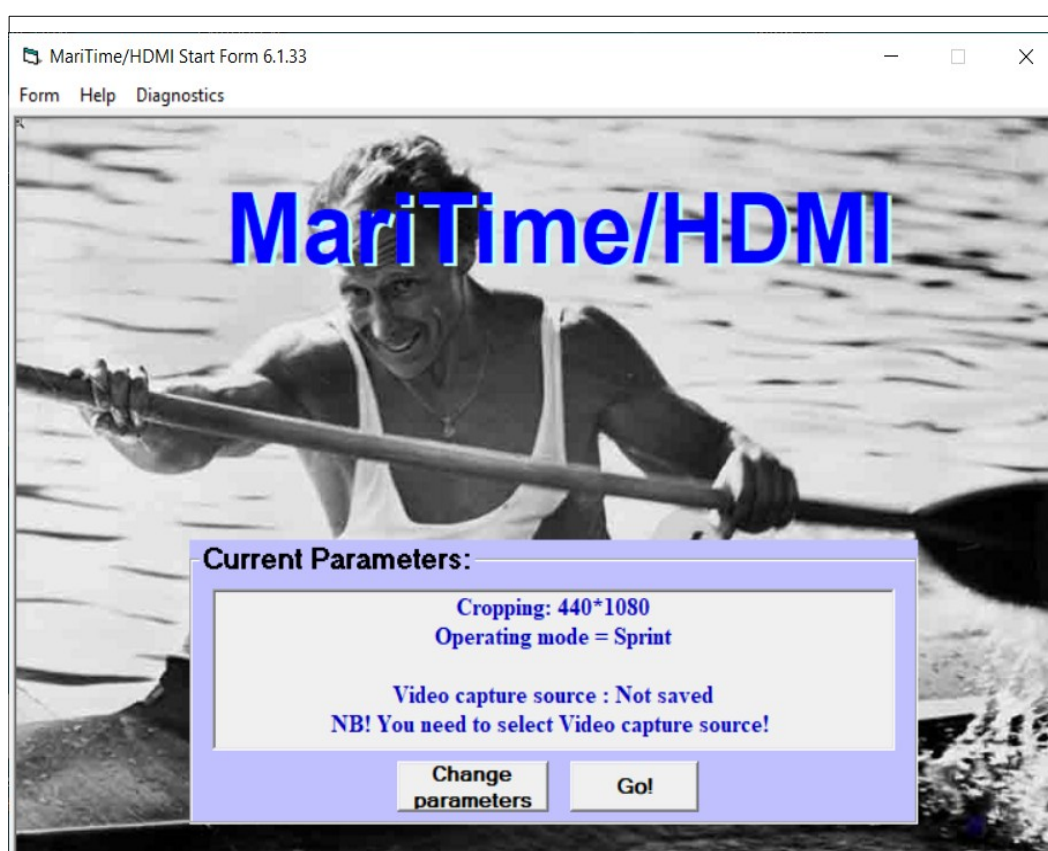 MariTime/HDMI Start Form 6.1.33
Form Help Diagnostics
MariTime/HDMI
Current Parameters:
Cropping: 440*1080
Operating mode = Sprint
Video capture source : Not saved
NB! You need to select Video capture source!
Change
parameters
Go!